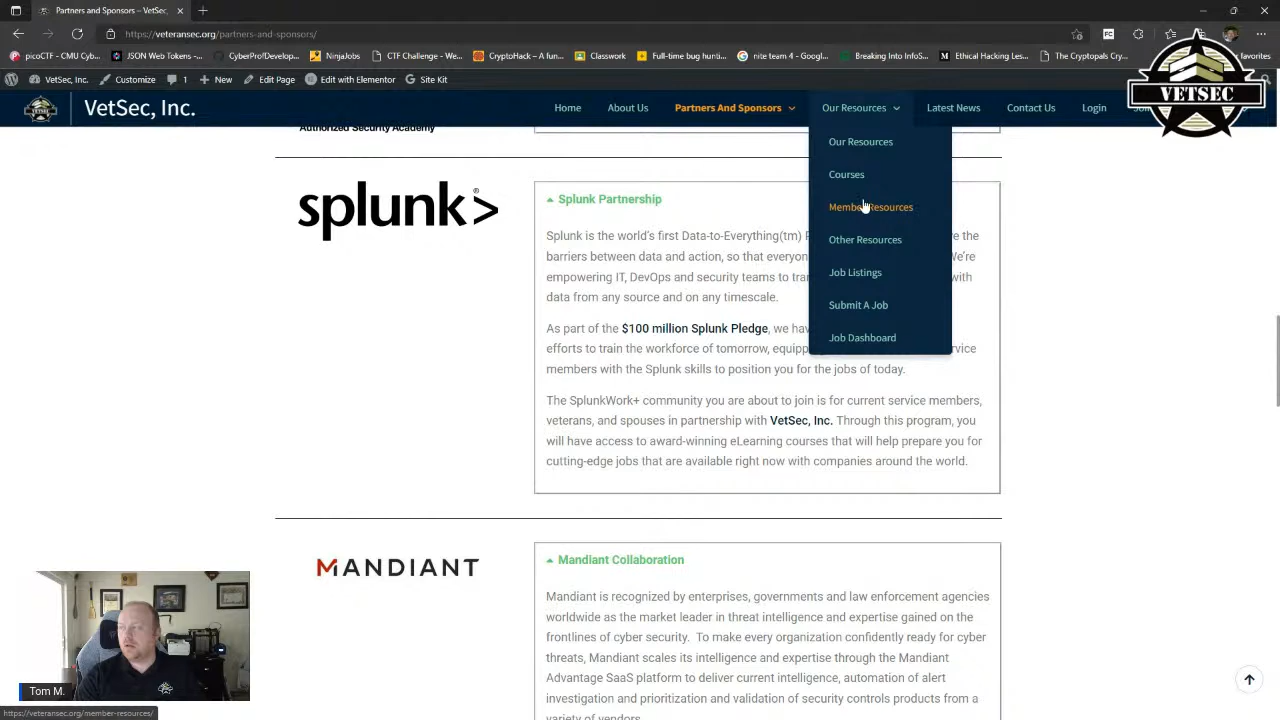 Partners and Sponsors – VetSec,
https://veteransec.org/partners-and-sponsors/
picoCTF - CMU Cyb...
JSON Web Tokens -...
CyberProfDevelop...
NinjaJobs
CTF Challenge - We...
CryptoHack – A fun...
Classwork
Full-time bug hunti...
nite team 4 - Googl...
Breaking Into InfoS...
Ethical Hacking Les...
The Cryptopals Cry...
favorites
VetSec, Inc.
Customize
1
New
Edit Page
Edit with Elementor
Site Kit
VETSEC
VetSec, Inc.
Home
About Us
Partners And Sponsors
Our Resources
Latest News
Contact Us
Login
Our Resources
Courses
Member Resources
Other Resources
Job Listings
Submit A Job
Job Dashboard
Authorized Security Academy
splunk>
Splunk Partnership
Splunk is the world's first Data-to-Everything(tm) re the
barriers between data and action, so that everyon We're
empowering IT, DevOps and security teams to tran with
data from any source and on any timescale.
As part of the $100 million Splunk Pledge, we hav
efforts to train the workforce of tomorrow, equipp rvice
members with the Splunk skills to position you for the jobs of today.
The SplunkWork+ community you are about to join is for current service members,
veterans, and spouses in partnership with VetSec, Inc. Through this program, you
will have access to award-winning eLearning courses that will help prepare you for
cutting-edge jobs that are available right now with companies around the world.
MANDIANT
Mandiant Collaboration
Mandiant is recognized by enterprises, governments and law enforcement agencies
worldwide as the market leader in threat intelligence and expertise gained on the
frontlines of cyber security. To make every organization confidently ready for cyber
threats, Mandiant scales its intelligence and expertise through the Mandiant
Advantage SaaS platform to deliver current intelligence, automation of alert
investigation and prioritization and validation of security controls products from a
variety of vendors.
Tom M.
https://veteransec.org/member-resources/